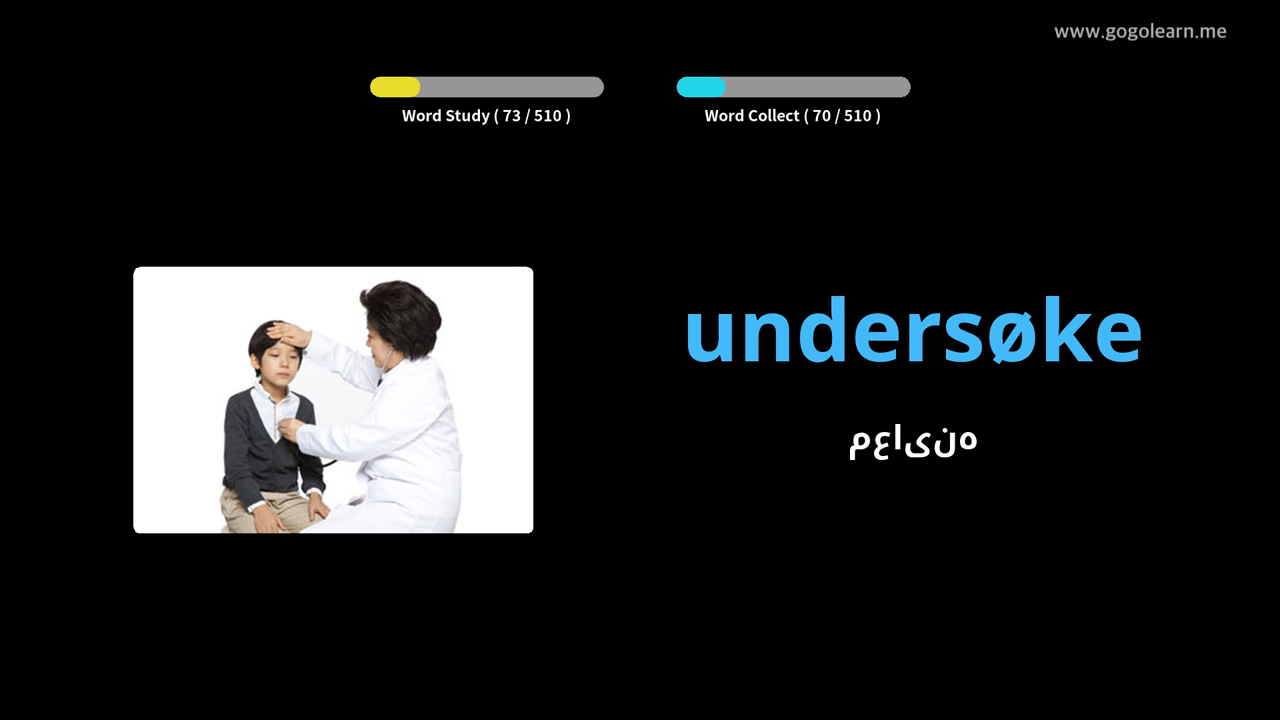 www.gogolearn.me
Word Study ( 73 / 510 )
Word Collect ( 70 / 510 )
undersøke
معاینه